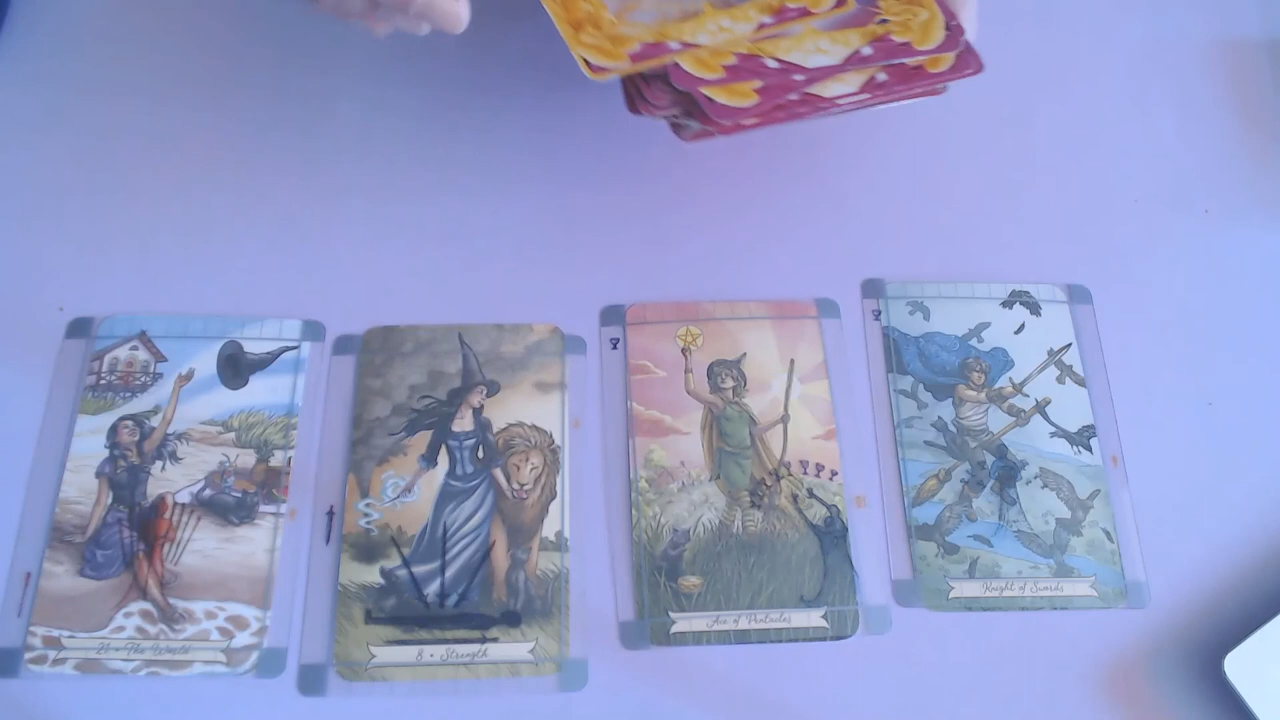 21 • The World
8 • Strength
Ace of Pentacles
Knight of Swords